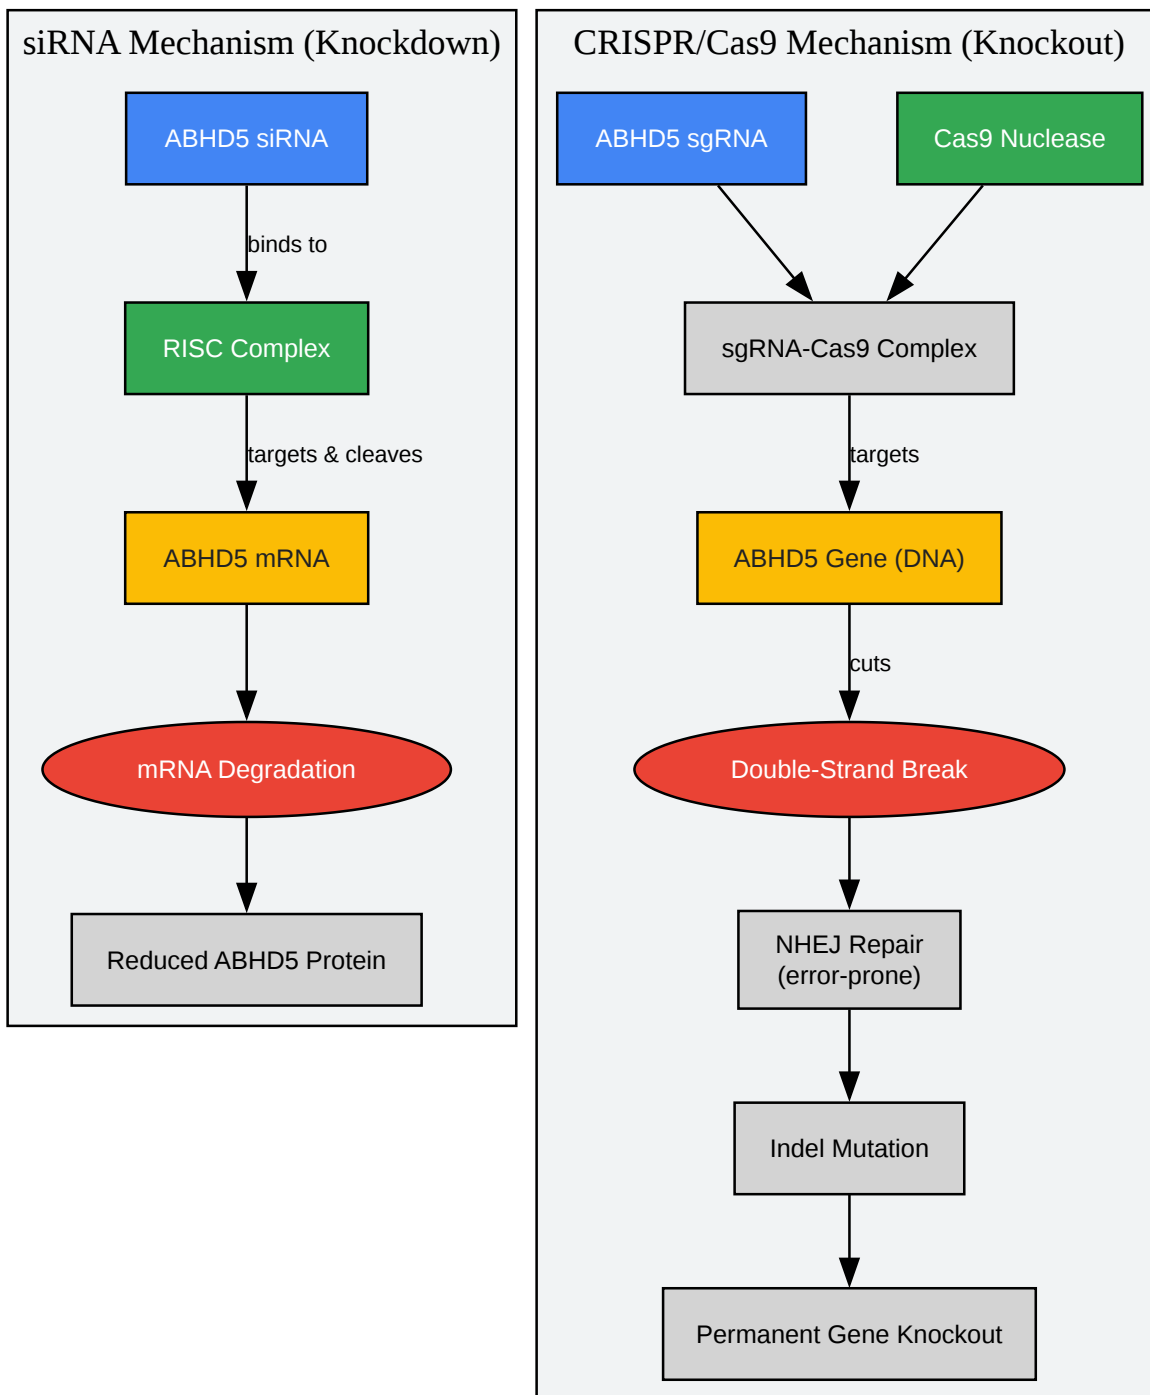 siRNA Mechanism (Knockdown)
ABHD5 siRNA
binds to
RISC Complex
targets & cleaves
ABHD5 mRNA
mRNA Degradation
Reduced ABHD5 Protein
CRISPR/Cas9 Mechanism (Knockout)
ABHD5 sgRNA
Cas9 Nuclease
sgRNA-Cas9 Complex
targets
ABHD5 Gene (DNA)
cuts
Double-Strand Break
NHEJ Repair
(error-prone)
Indel Mutation
Permanent Gene Knockout